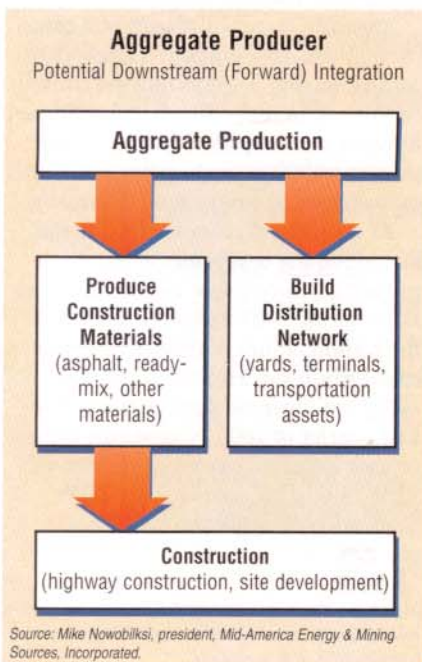 Aggregate Producer
Potential Downstream (Forward) Integration
Aggregate Production
Produce
Construction
Materials
(asphalt, ready-
mix, other
materials)
Build
Distribution
Network
(yards, terminals,
transportation
assets)
Construction
(highway construction, site development)
Source: Mike Nowobilksi, president, Mid-America Energy & Mining
Sources, Incorporated.